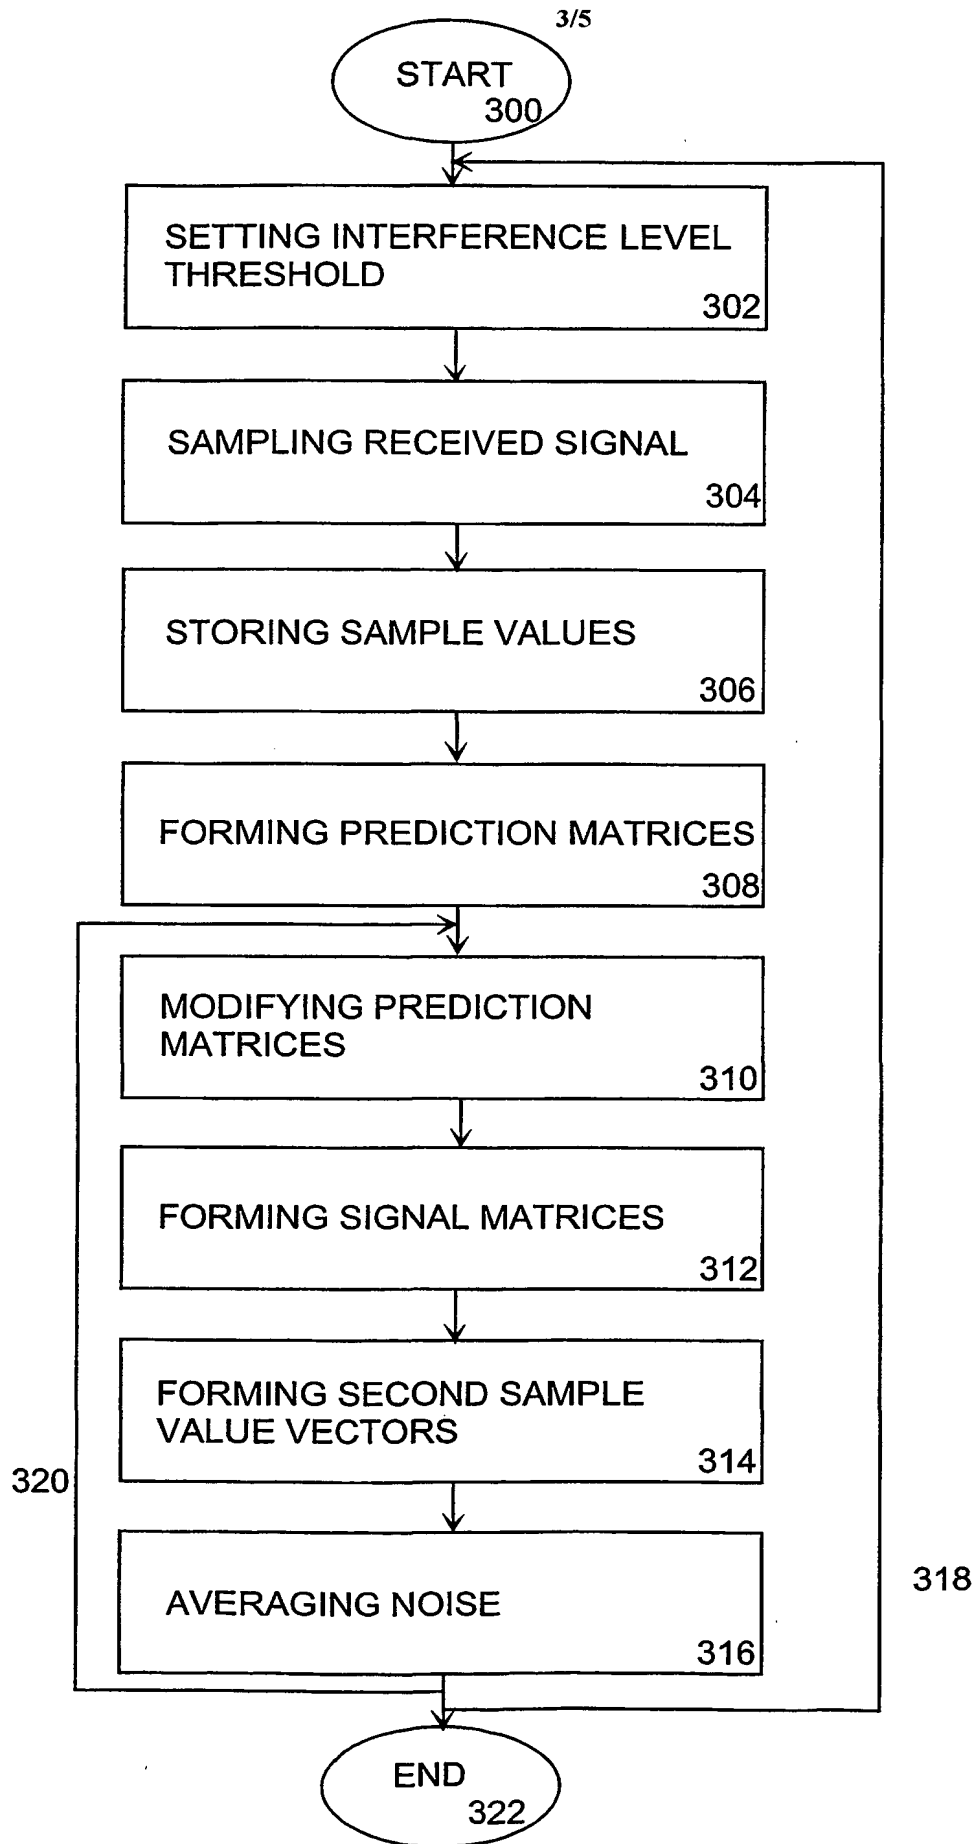 3/5
START
300
SETTING INTERFERENCE LEVEL
THRESHOLD
302
SAMPLING RECEIVED SIGNAL
304
STORING SAMPLE VALUES
306
FORMING PREDICTION MATRICES
308
MODIFYING PREDICTION
MATRICES
310
FORMING SIGNAL MATRICES
312
FORMING SECOND SAMPLE
VALUE VECTORS
314
320
AVERAGING NOISE
316
318
END
322